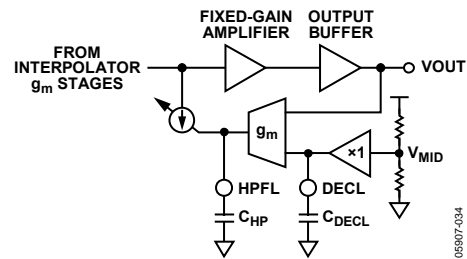 FIXED-GAIN
AMPLIFIER
OUTPUT
BUFFER
FROM
INTERPOLATOR
gm STAGES
VOUT
gm
×1
VMID
HPFL
DECL
CHP
CDECL
05907-034